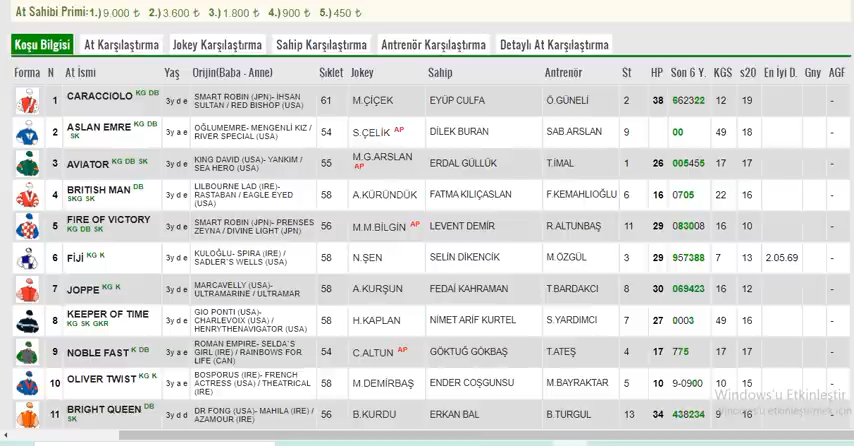 At Sahibi Primi: 1.) 9.000 ₺ 2.) 3.600 ₺ 3.) 1.800 ₺ 4.) 900 ₺ 5.) 450 ₺
Koşu Bilgisi At Karşılaştırma Jokey Karşılaştırma Sahip Karşılaştırma Antrenör Karşılaştırma Detaylı At Karşılaştırma
Forma N At İsmi Yaş Orijin(Baba - Anne) Sıklet Jokey Sahip Antrenör St HP Son 6 Y. KGS s20 En İyi D. Gny AGF
1 CARACCIOLO KG DB 3y d e SMART ROBIN (JPN)- İHSAN SULTAN / RED BISHOP (USA) 61 M.ÇİÇEK EYÜP CULFA Ö.GÜNELİ 2 38 662322 12 19 -
2 ASLAN EMRE KG DB SK 3y a e OĞLUMEMRE- MENGENLİ KIZ / RIVER SPECIAL (USA) 54 S.ÇELİK AP DİLEK BURAN SAB.ARSLAN 9 00 49 18 -
3 AVIATOR KG DB SK 3y a e KING DAVID (USA)- YANKIM / SEA HERO (USA) 55 M.G.ARSLAN AP ERDAL GÜLLÜK T.İMAL 1 26 005455 17 17 -
4 BRITISH MAN DB SKG SK 3y d e LILBOURNE LAD (IRE)- RASTABAN / EAGLE EYED (USA) 58 A.KÜRÜNDÜK FATMA KILIÇASLAN F.KEMAHLIOĞLU 6 16 0705 22 16 -
5 FIRE OF VICTORY KG DB SK 3y d e SMART ROBIN (JPN)- PRENSES ZEYNA / DIVINE LIGHT (JPN) 56 M.M.BİLGİN AP LEVENT DEMİR R.ALTUNBAŞ 11 29 083008 16 10 -
6 FİJİ KG K 3y d e KULOĞLU- SPIRA (IRE) / SADLER'S WELLS (USA) 58 N.ŞEN SELİN DİKENCİK M.ÖZGÜL 3 29 957388 7 13 2.05.69 -
7 JOPPE KG K 3y d e MARCAVELLY (USA)- ULTRAMARINE / ULTRAMAR 58 A.KURŞUN FEDAİ KAHRAMAN T.BARDAKCI 8 30 069423 16 12 -
8 KEEPER OF TIME KG SK GKR 3y d e GIO PONTI (USA)- CHARLEVOIX (USA) / HENRYTHENAVIGATOR (USA) 58 H.KAPLAN NİMET ARİF KURTEL S.YARDIMCI 7 27 0003 49 16 -
9 NOBLE FAST K DB 3y a e ROMAN EMPIRE- SELDA'S GIRL (IRE) / RAINBOWS FOR LIFE (CAN) 54 C.ALTUN AP GÖKTUĞ GÖKBAŞ T.ATEŞ 4 17 775 17 17 -
10 OLIVER TWIST KG K 3y a e BOSPORUS (IRE)- FRENCH ACTRESS (USA) / THEATRICAL (IRE) 58 M.DEMİRBAŞ ENDER COŞGUNSU M.BAYRAKTAR 5 10 9-0900 10 15 -
11 BRIGHT QUEEN DB SK 3y d d DR FONG (USA)- MAHILA (IRE) / AZAMOUR (IRE) 56 B.KURDU ERKAN BAL B.TURGUL 13 34 438234 9 16 -
Windows'u Etkinleştir
Windows'u etkinleştirmek için